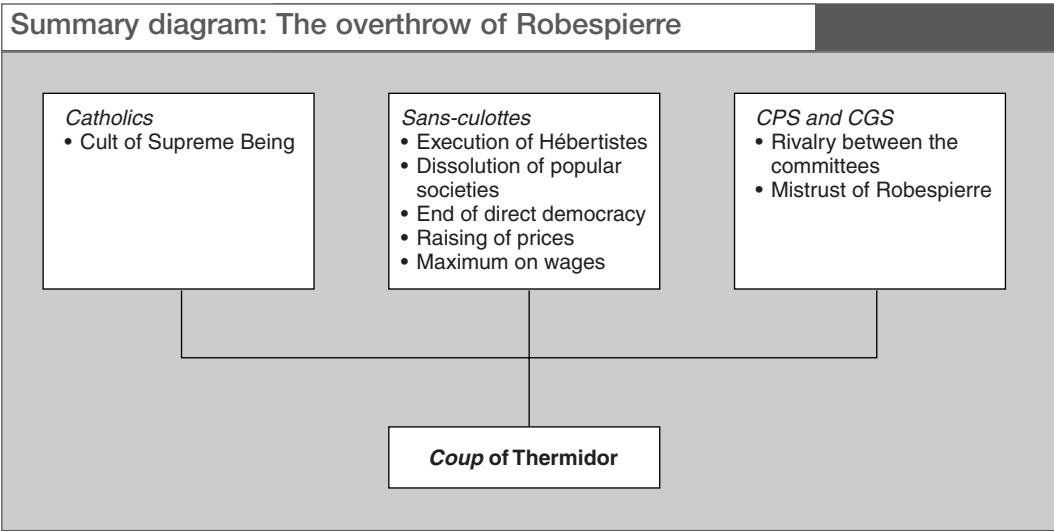 Summary diagram: The overthrow of Robespierre
Catholics
• Cult of Supreme Being
Sans-culottes
• Execution of Hébertistes
• Dissolution of popular
societies
• End of direct democracy
• Raising of prices
• Maximum on wages
CPS and CGS
• Rivalry between the
committees
• Mistrust of Robespierre
Coup of Thermidor